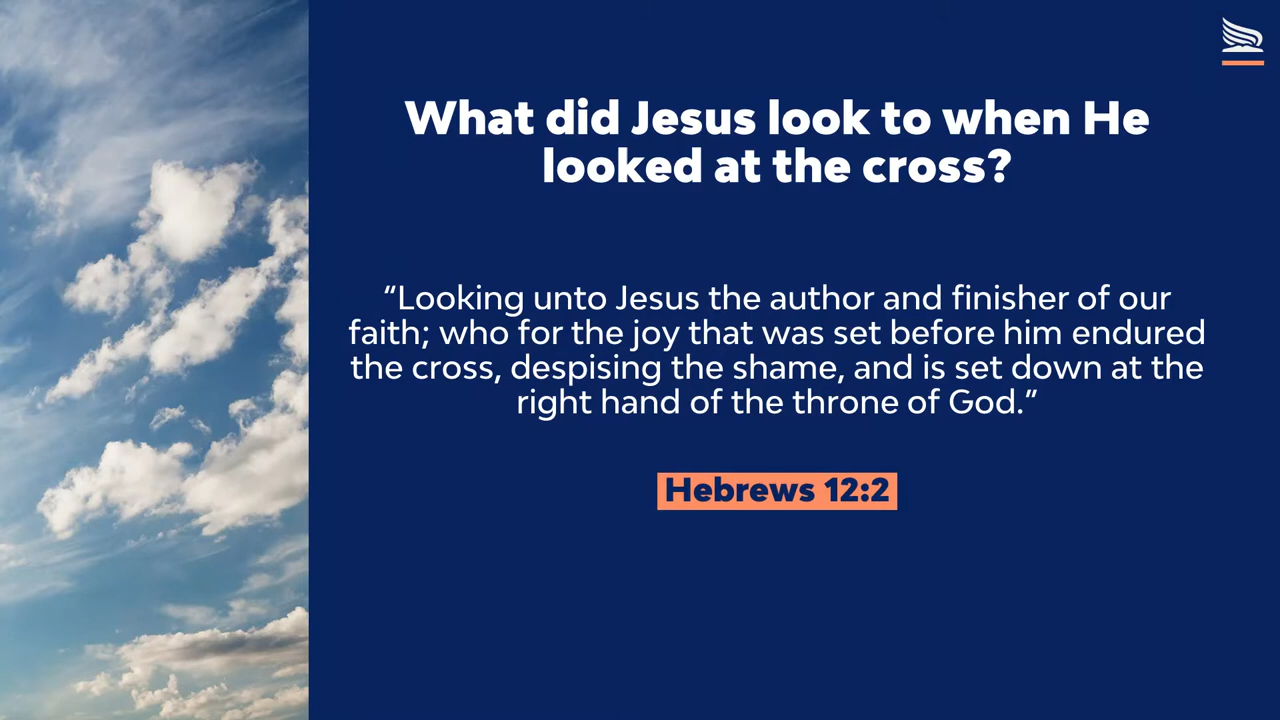 What did Jesus look to when He
looked at the cross?
“Looking unto Jesus the author and finisher of our
faith; who for the joy that was set before him endured
the cross, despising the shame, and is set down at the
right hand of the throne of God.”
Hebrews 12:2